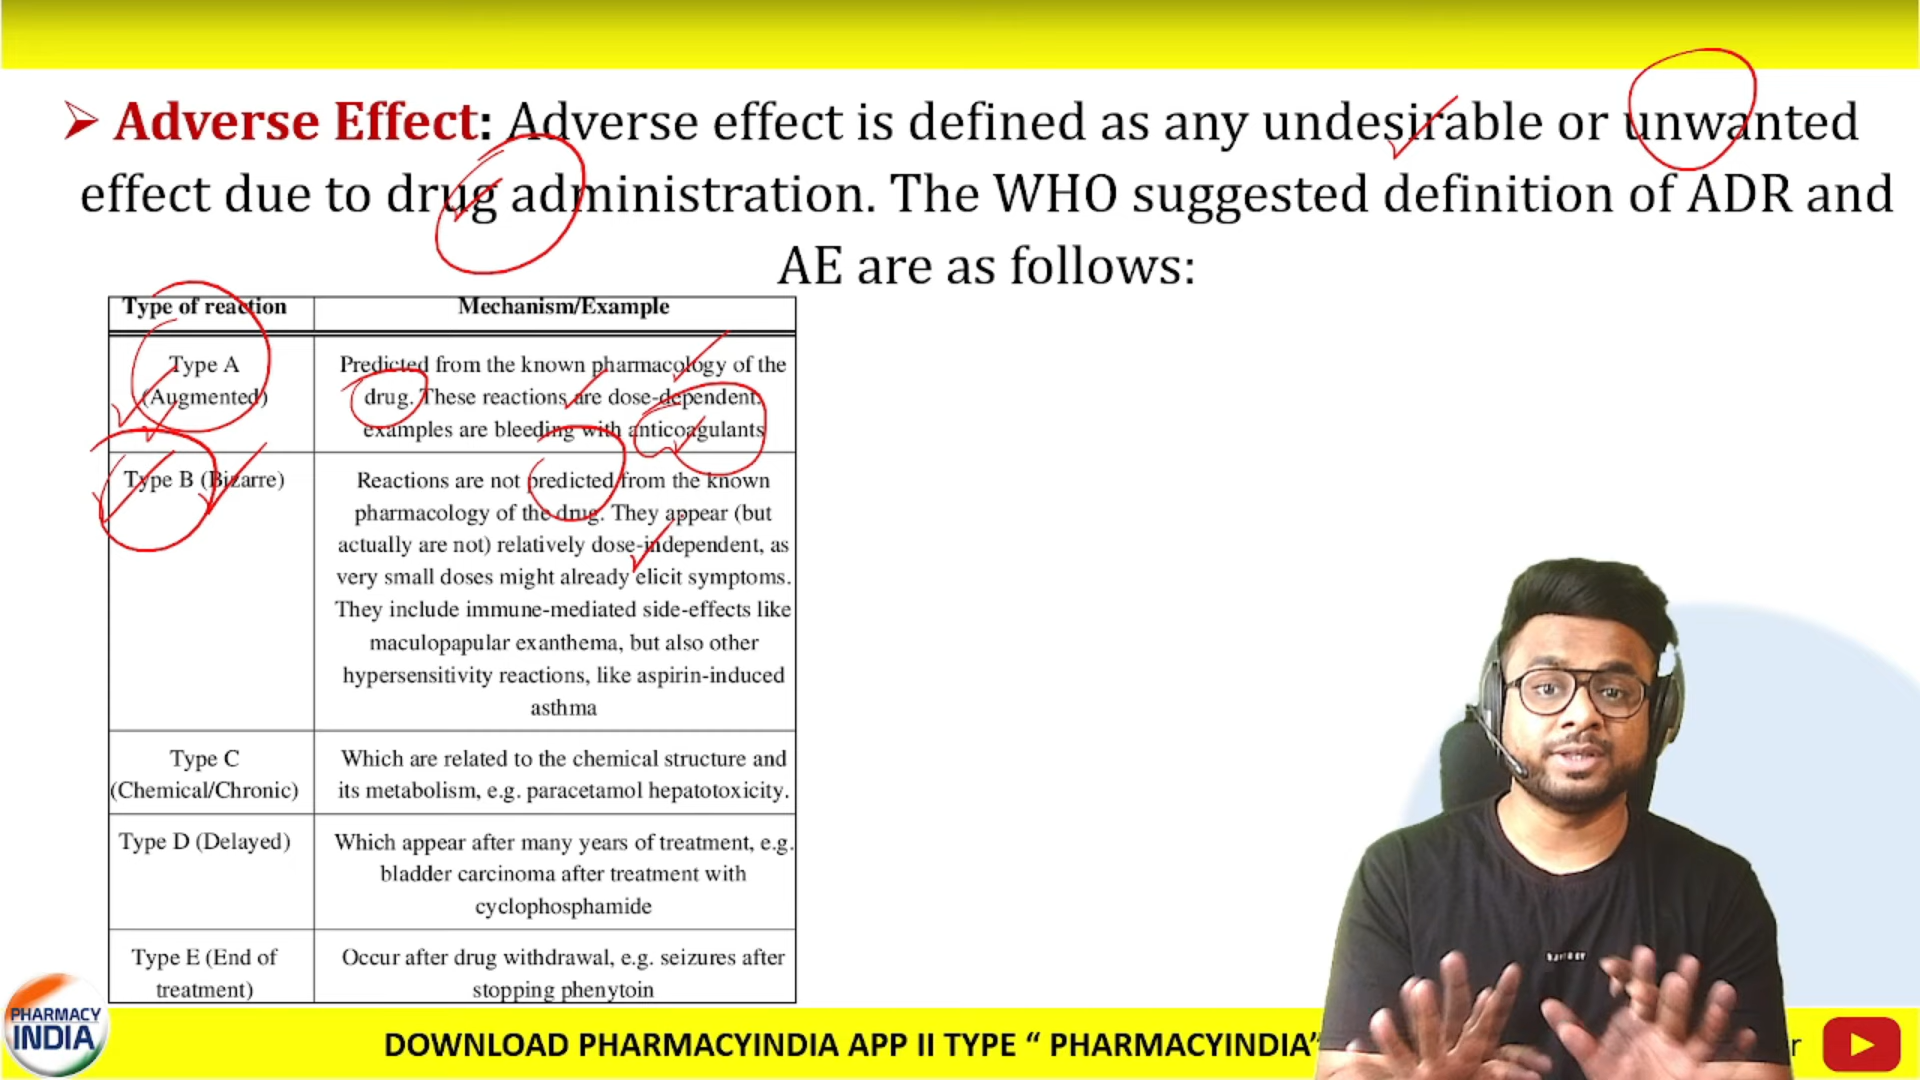 ➢ Adverse Effect: Adverse effect is defined as any undesirable or unwanted
effect due to drug administration. The WHO suggested definition of ADR and
AE are as follows:
Type of reaction
Mechanism/Example
Type A
(Augmented)
Predicted from the known pharmacology of the
drug. These reactions are dose-dependent.
examples are bleeding with anticoagulants
Type B (Bizarre)
Reactions are not predicted from the known
pharmacology of the drug. They appear (but
actually are not) relatively dose-independent, as
very small doses might already elicit symptoms.
They include immune-mediated side-effects like
maculopapular exanthema, but also other
hypersensitivity reactions, like aspirin-induced
asthma
Type C
(Chemical/Chronic)
Which are related to the chemical structure and
its metabolism, e.g. paracetamol hepatotoxicity.
Type D (Delayed)
Which appear after many years of treatment, e.g.
bladder carcinoma after treatment with
cyclophosphamide
Type E (End of
treatment)
Occur after drug withdrawal, e.g. seizures after
stopping phenytoin
PHARMACY
INDIA
DOWNLOAD PHARMACYINDIA APP II TYPE “ PHARMACYINDIA”